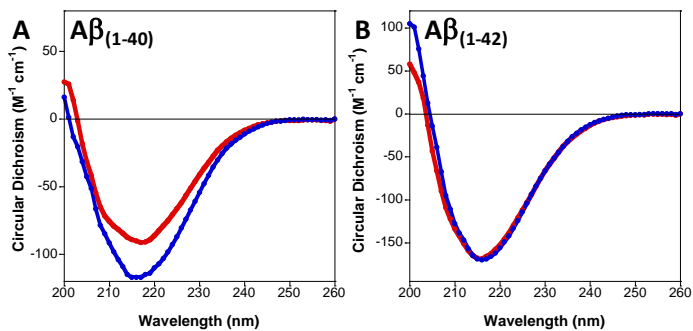 A Aβ(1-40)
Circular Dichroism (M-1 cm-1)
50
0
-50
-100
200 210 220 230 240 250 260
Wavelength (nm)
B Aβ(1-42)
Circular Dichroism (M-1 cm-1)
100
50
0
-50
-100
-150
200 210 220 230 240 250 260
Wavelength (nm)